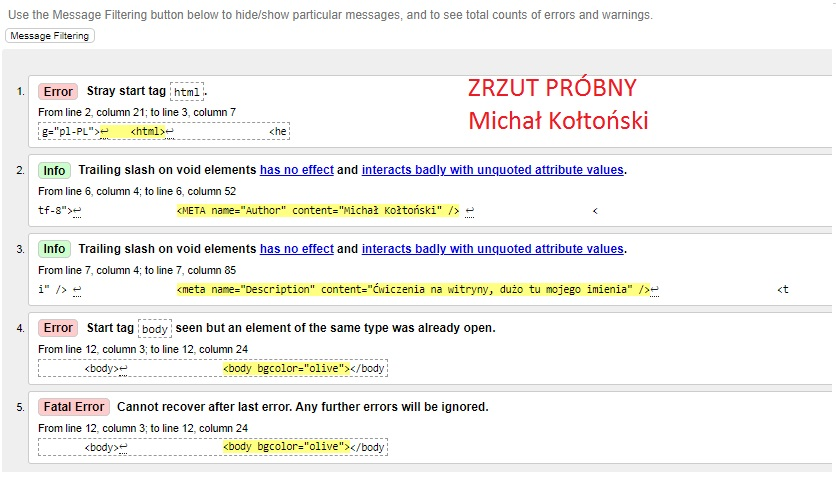 Use the Message Filtering button below to hide/show particular messages, and to see total counts of errors and warnings.
Message Filtering
ZRZUT PRÓBNY
Michał Kołtoński
1. Error Stray start tag html.
From line 2, column 21; to line 3, column 7
g="pl-PL">↩ <html>↩ <he
2. Info Trailing slash on void elements has no effect and interacts badly with unquoted attribute values.
From line 6, column 4; to line 6, column 52
tf-8">↩ <META name="Author" content="Michał Kołtoński" /> ↩ <
3. Info Trailing slash on void elements has no effect and interacts badly with unquoted attribute values.
From line 7, column 4; to line 7, column 85
i" /> ↩ <meta name="Description" content="Ćwiczenia na witryny, dużo tu mojego imienia" />↩ <t
4. Error Start tag body seen but an element of the same type was already open.
From line 12, column 3; to line 12, column 24
<body>↩ <body bgcolor="olive"></body
5. Fatal Error Cannot recover after last error. Any further errors will be ignored.
From line 12, column 3; to line 12, column 24
<body>↩ <body bgcolor="olive"></body